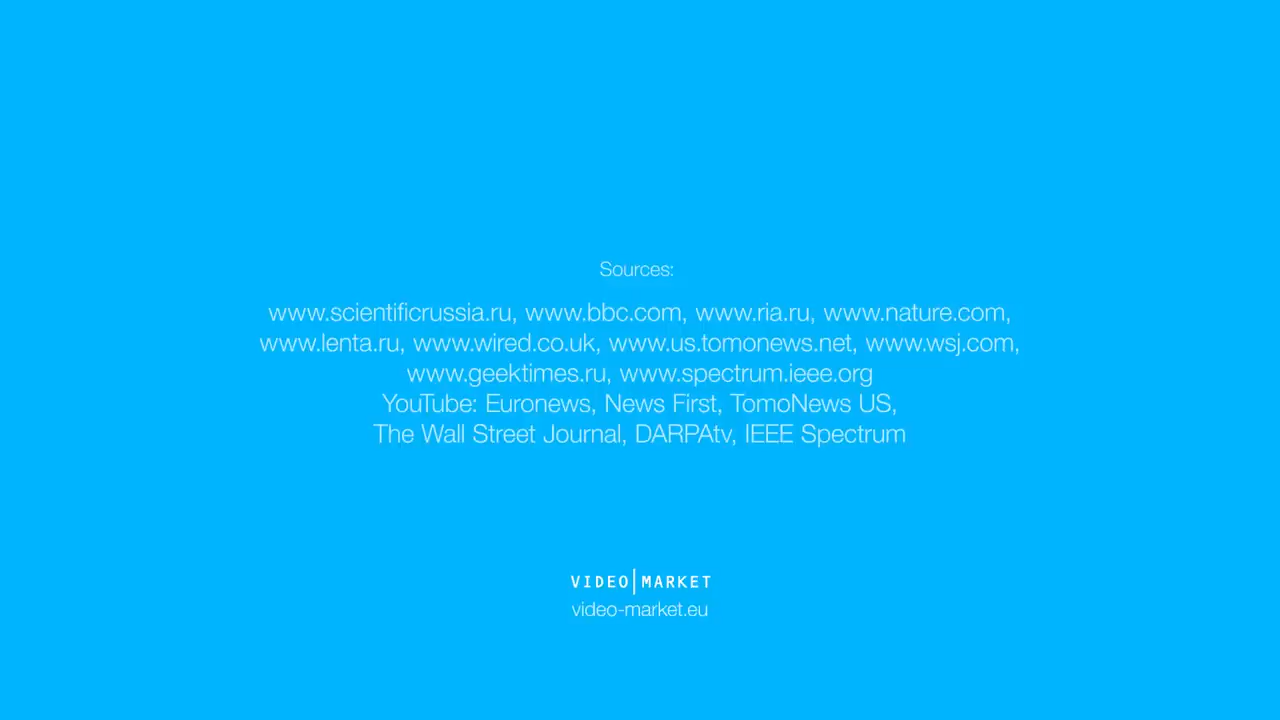 Sources:
www.scientificrussia.ru, www.bbc.com, www.ria.ru, www.nature.com,
www.lenta.ru, www.wired.co.uk, www.us.tomonews.net, www.wsj.com,
www.geektimes.ru, www.spectrum.ieee.org
YouTube: Euronews, News First, TomoNews US,
The Wall Street Journal, DARPAtv, IEEE Spectrum
VIDEO|MARKET
video-market.eu